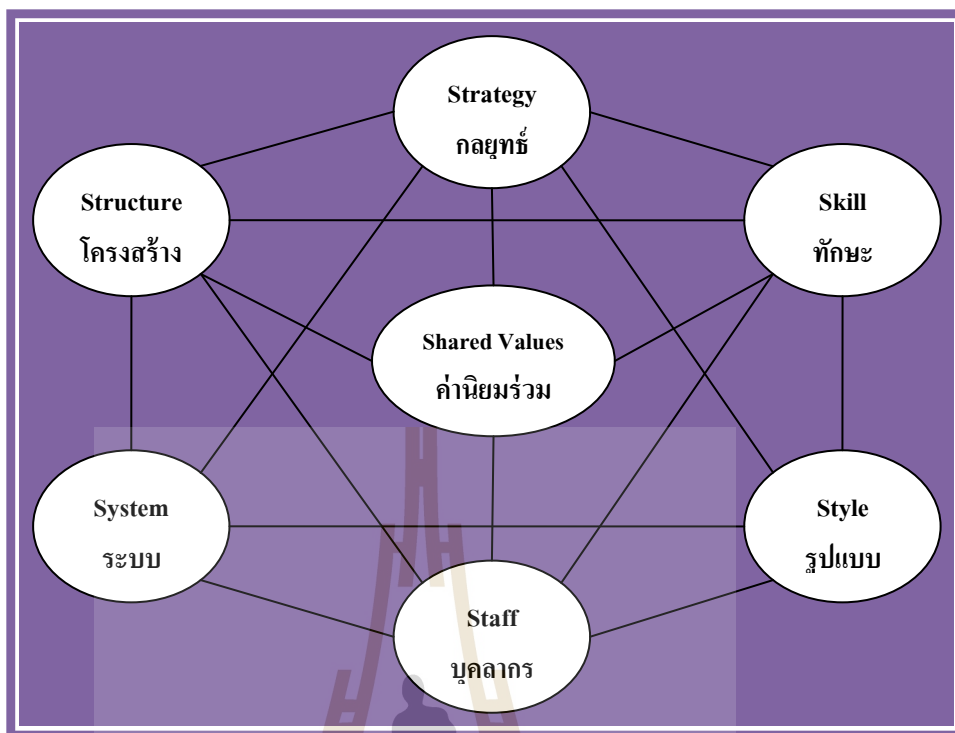 Strategy
กลยุทธ์
Structure
โครงสร้าง
Skill
ทักษะ
Shared Values
ค่านิยมร่วม
System
ระบบ
Style
รูปแบบ
Staff
บุคลากร